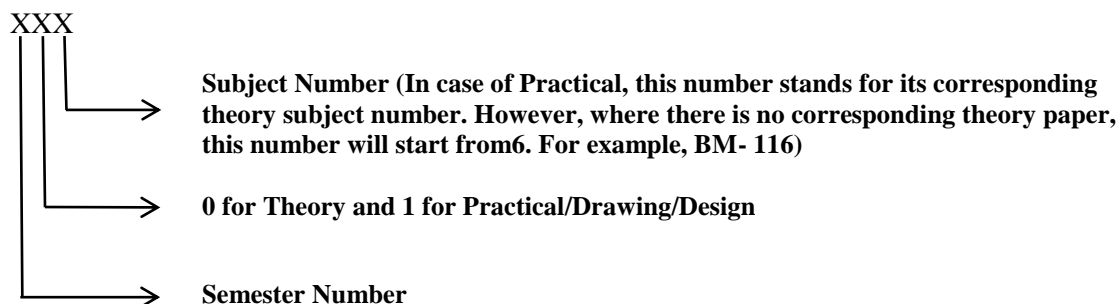 XXX
Subject Number (In case of Practical, this number stands for its corresponding
theory subject number. However, where there is no corresponding theory paper,
this number will start from6. For example, BM- 116)
0 for Theory and 1 for Practical/Drawing/Design
Semester Number